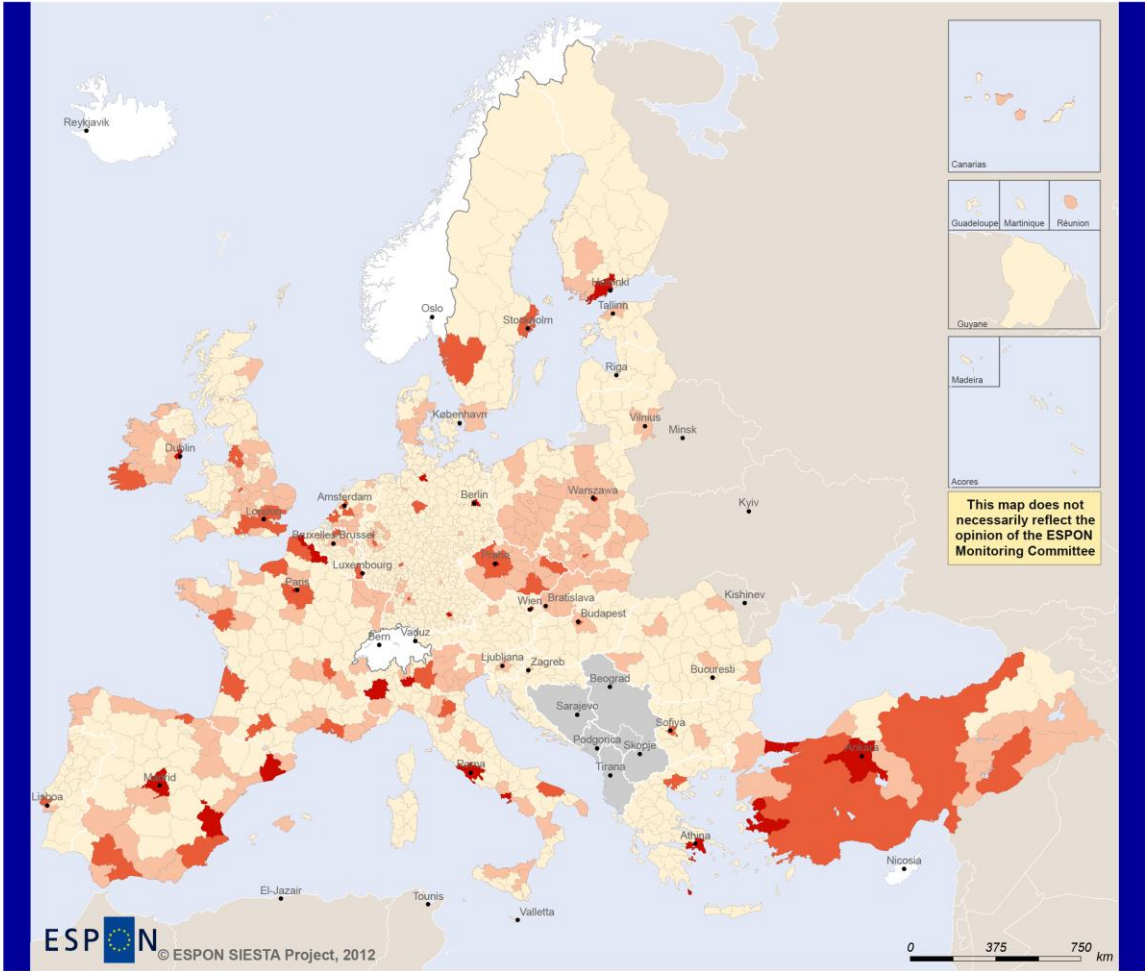 Reykjavik
Canarias
Guadeloupe
Martinique
Réunion
Helsinki
Tallinn
Oslo
Stockholm
Guyane
Riga
Madeira
København
Vilnius
Minsk
Dublin
Acores
Amsterdam
Berlin
Warszawa
This map does not
necessarily reflect the
opinion of the ESPON
Monitoring Committee
London
Kyiv
Bruxelles Brussel
Praha
Luxembourg
Paris
Wien
Bratislava
Kishinev
Budapest
Bern
Vaduz
Ljubljana
Zagreb
Bucuresti
Beograd
Sarajevo
Sofiya
Podgorica
Skopje
Ankara
Roma
Tirana
Madrid
Lisboa
Athina
Nicosia
El-Jazair
Tounis
Valletta
ESPON
© ESPON SIESTA Project, 2012
0 375 750
km